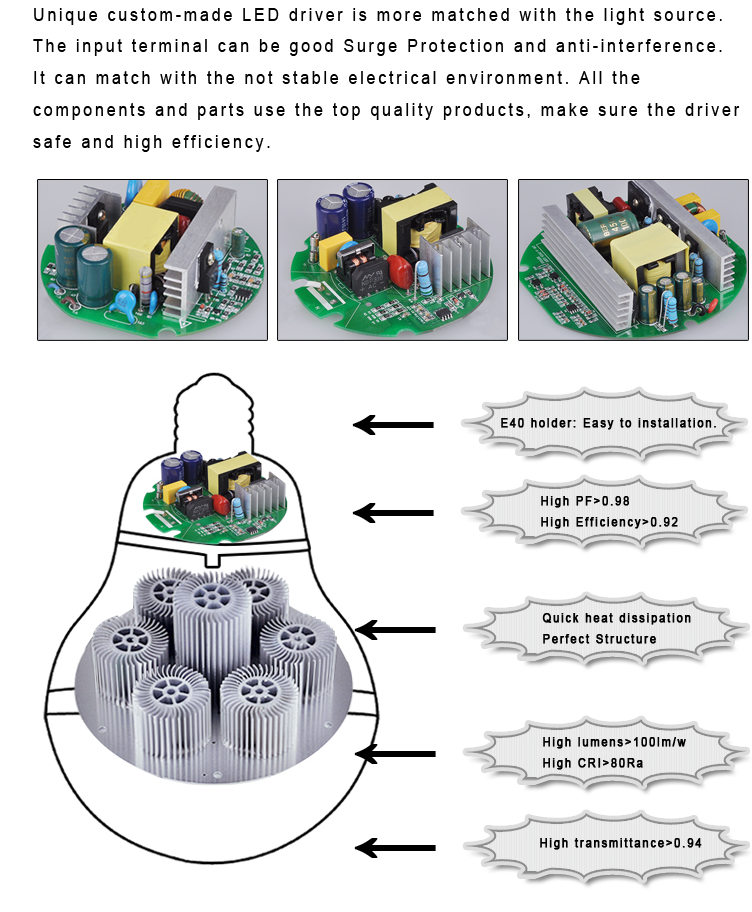 Unique custom-made LED driver is more matched with the light source.
The input terminal can be good Surge Protection and anti-interference.
It can match with the not stable electrical environment. All the
components and parts use the top quality products, make sure the driver
safe and high efficiency.
E40 holder: Easy to installation.
High PF>0.98
High Efficiency>0.92
Quick heat dissipation
Perfect Structure
High lumens>100lm/w
High CRI>80Ra
High transmittance>0.94